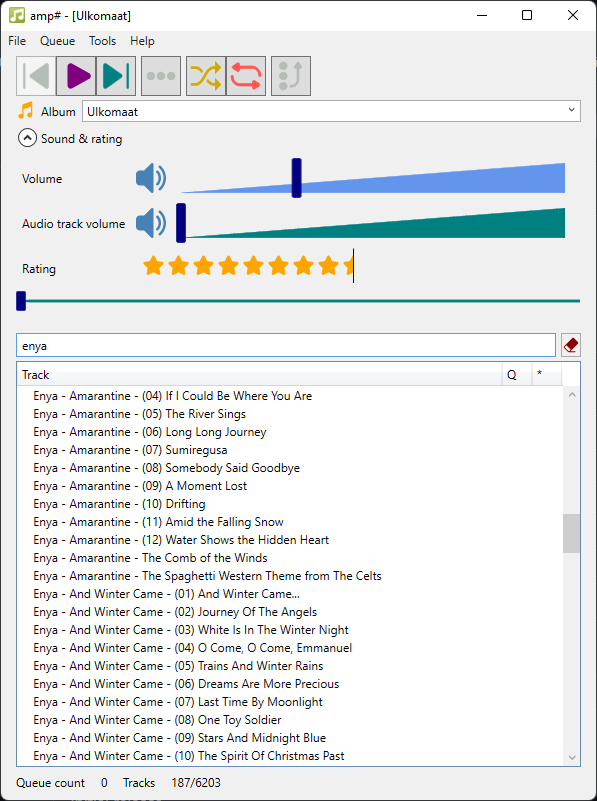 amp# - [Ulkomaat]
File Queue Tools Help
Album Ulkomaat
Sound & rating
Volume
Audio track volume
Rating
enya
Track Q *
Enya - Amarantine - (04) If I Could Be Where You Are
Enya - Amarantine - (05) The River Sings
Enya - Amarantine - (06) Long Long Journey
Enya - Amarantine - (07) Sumiregusa
Enya - Amarantine - (08) Somebody Said Goodbye
Enya - Amarantine - (09) A Moment Lost
Enya - Amarantine - (10) Drifting
Enya - Amarantine - (11) Amid the Falling Snow
Enya - Amarantine - (12) Water Shows the Hidden Heart
Enya - Amarantine - The Comb of the Winds
Enya - Amarantine - The Spaghetti Western Theme from The Celts
Enya - And Winter Came - (01) And Winter Came...
Enya - And Winter Came - (02) Journey Of The Angels
Enya - And Winter Came - (03) White Is In The Winter Night
Enya - And Winter Came - (04) O Come, O Come, Emmanuel
Enya - And Winter Came - (05) Trains And Winter Rains
Enya - And Winter Came - (06) Dreams Are More Precious
Enya - And Winter Came - (07) Last Time By Moonlight
Enya - And Winter Came - (08) One Toy Soldier
Enya - And Winter Came - (09) Stars And Midnight Blue
Enya - And Winter Came - (10) The Spirit Of Christmas Past
Queue count 0 Tracks 187/6203